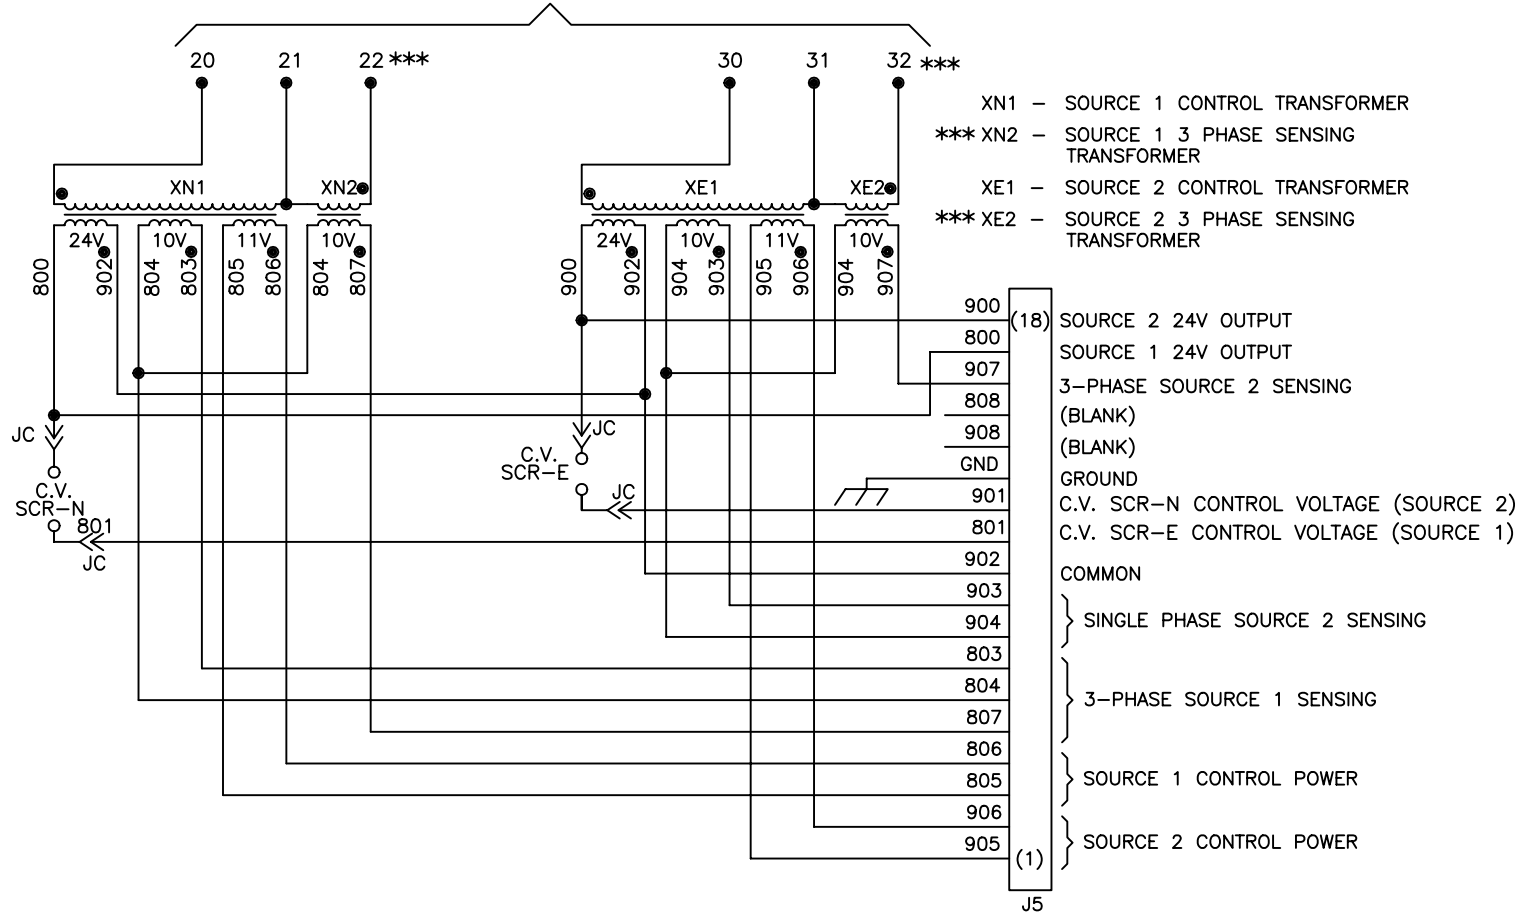 20 21 22 *** 30 31 32 ***
XN1 – SOURCE 1 CONTROL TRANSFORMER
*** XN2 – SOURCE 1 3 PHASE SENSING
TRANSFORMER
XE1 – SOURCE 2 CONTROL TRANSFORMER
*** XE2 – SOURCE 2 3 PHASE SENSING
TRANSFORMER
XN1 XN2 XE1 XE2
24V 10V 11V 10V 24V 10V 11V 10V
800 902 804 803 805 806 804 807 900 902 904 903 905 906 904 907
900 (18) SOURCE 2 24V OUTPUT
800 SOURCE 1 24V OUTPUT
907 3–PHASE SOURCE 2 SENSING
808 (BLANK)
908 (BLANK)
GND GROUND
901 C.V. SCR–N CONTROL VOLTAGE (SOURCE 2)
801 C.V. SCR–E CONTROL VOLTAGE (SOURCE 1)
902 COMMON
903
904
SINGLE PHASE SOURCE 2 SENSING
803
804
807
3–PHASE SOURCE 1 SENSING
806
805
SOURCE 1 CONTROL POWER
906
905 (1)
SOURCE 2 CONTROL POWER
J5
JC
C.V.
SCR–N
801
JC
JC
C.V.
SCR–E
JC